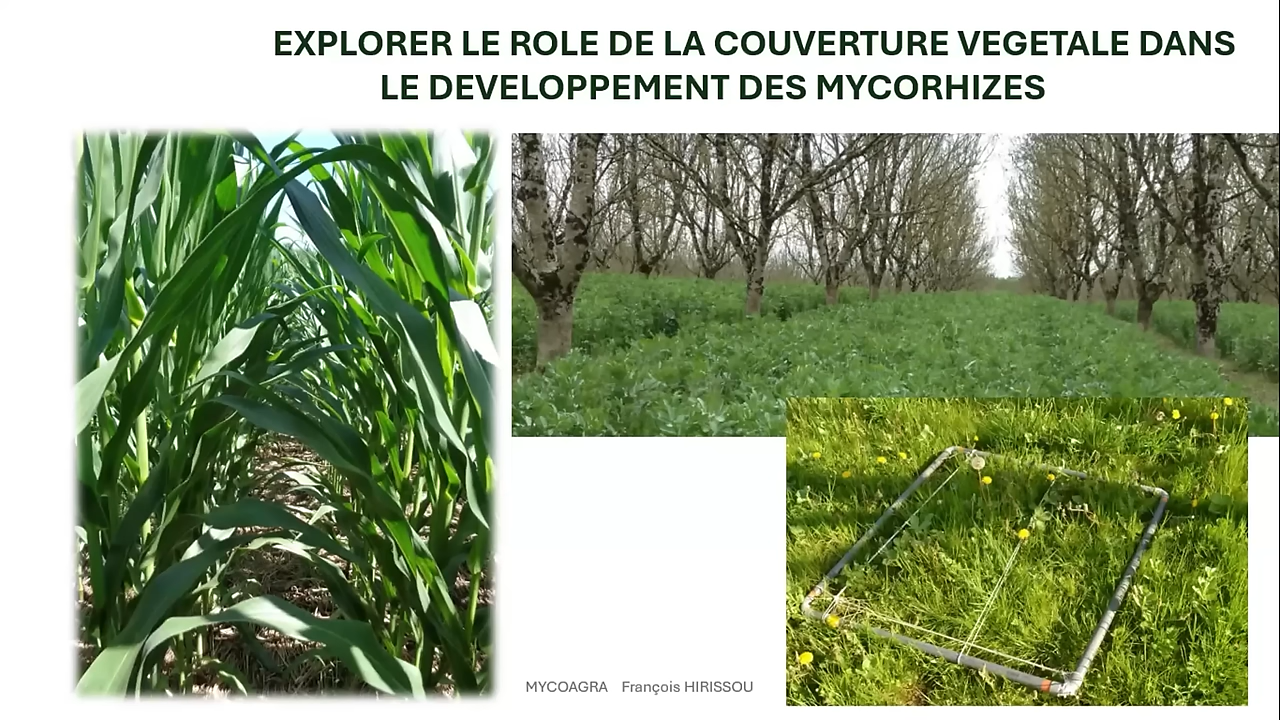 EXPLORER LE ROLE DE LA COUVERTURE VEGETALE DANS
LE DEVELOPPEMENT DES MYCORHIZES
MYCOAGRA François HIRISSOU